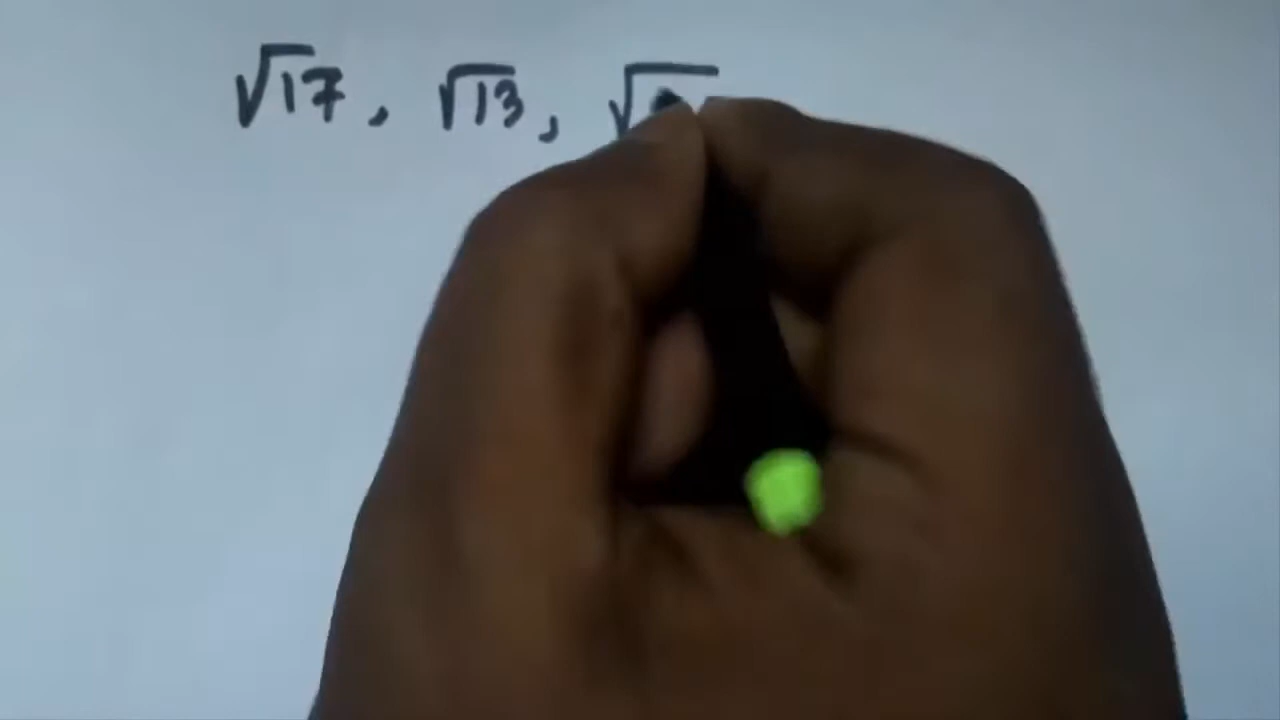 √17, √13, √